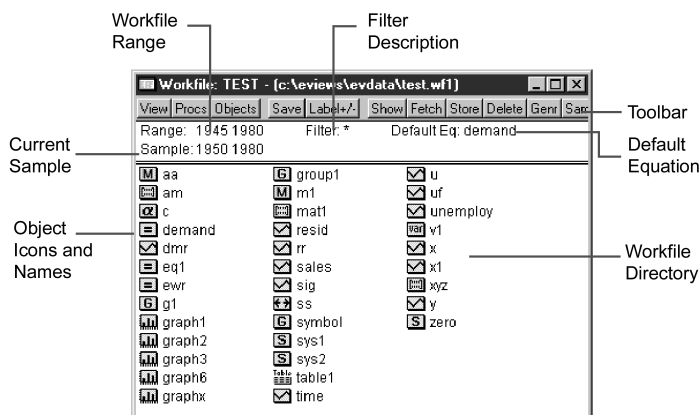 Workfile Range
Filter Description
Workfile: TEST - (c:\eviews\evdata\test.wf1)
View Procs Objects Save Label+/- Show Fetch Store Delete Genr Sam
Toolbar
Range: 1945 1980 Filter: * Default Eq: demand
Default Equation
Current Sample
Sample: 1950 1980
Object Icons and Names
Workfile Directory
M aa
am
α c
= demand
dmr
= eq1
= ewr
G g1
graph1
graph2
graph3
graph6
graphx
G group1
M m1
mat1
resid
rr
sales
sig
ss
G symbol
S sys1
S sys2
Table table1
time
u
uf
unemploy
var v1
x
x1
xyz
y
S zero